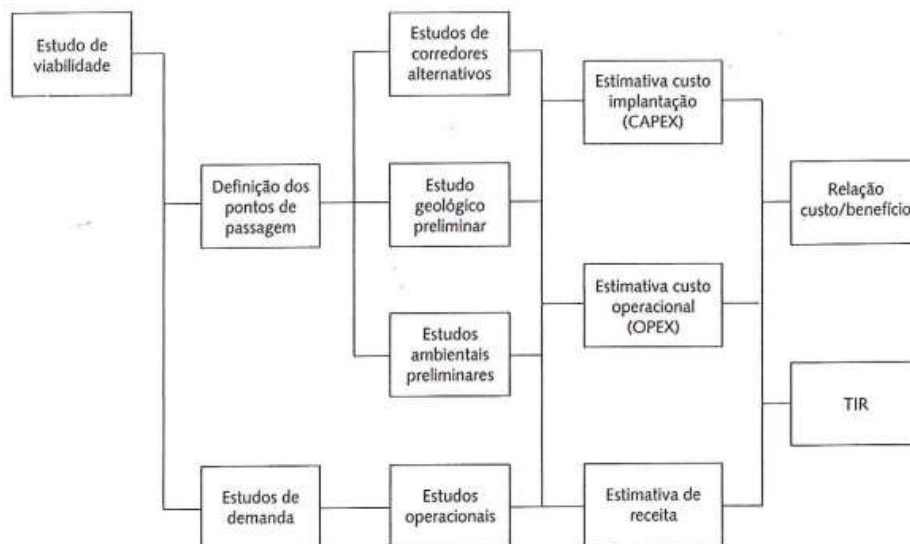 Estudo de
viabilidade
Definição dos
pontos de
passagem
Estudos de
demanda
Estudos de
corredores
alternativos
Estudo
geológico
preliminar
Estudos
ambientais
preliminares
Estudos
operacionais
Estimativa custo
implantação
(CAPEX)
Estimativa custo
operacional
(OPEX)
Estimativa de
receita
Relação
custo/benefício
TIR